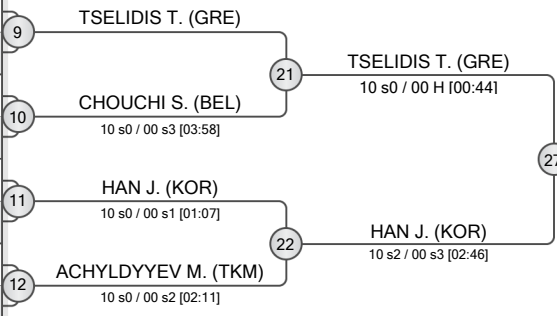 TSELIDIS T. (GRE)
9
TSELIDIS T. (GRE)
21
10 s0 / 00 H [00:44]
CHOUCHI S. (BEL)
10
10 s0 / 00 s3 [03:58]
27
HAN J. (KOR)
11
10 s0 / 00 s1 [01:07]
HAN J. (KOR)
22
10 s2 / 00 s3 [02:46]
ACHYLDYYEV M. (TKM)
12
10 s0 / 00 s2 [02:11]